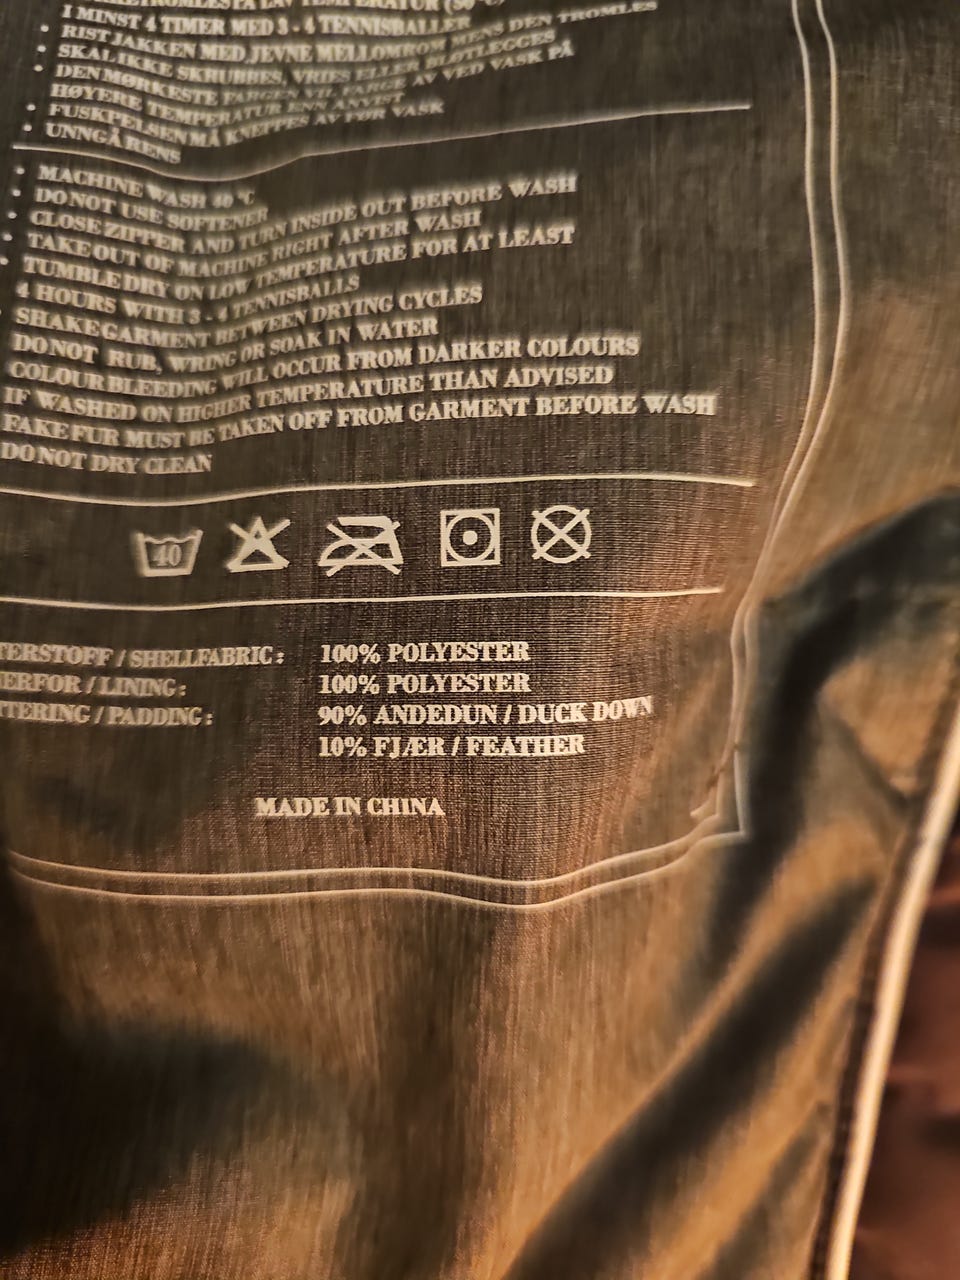 TEMPERATUR
I MINST 4 TIMER MED 3 - 4 TENNISBALLER
• RIST JAKKEN MED JEVNE MELLOMROM MENS DEN TROMLES
• SKAL IKKE SKRUBBES, VRIES ELLER BLØTLEGGES
• DEN MØRKESTE FARGEN VIL FARGE AV VED VASK PÅ
HØYERE TEMPERATUR ENN ANVIST
• FUSKPELSEN MÅ KNEPPES AV FØR VASK
• UNNGÅ RENS
• MACHINE WASH 40 °C
• DO NOT USE SOFTENER
• CLOSE ZIPPER AND TURN INSIDE OUT BEFORE WASH
• TAKE OUT OF MACHINE RIGHT AFTER WASH
• TUMBLE DRY ON LOW TEMPERATURE FOR AT LEAST
4 HOURS WITH 3 - 4 TENNISBALLS
SHAKE GARMENT BETWEEN DRYING CYCLES
DO NOT RUB, WRING OR SOAK IN WATER
COLOUR BLEEDING WILL OCCUR FROM DARKER COLOURS
IF WASHED ON HIGHER TEMPERATURE THAN ADVISED
FAKE FUR MUST BE TAKEN OFF FROM GARMENT BEFORE WASH
DO NOT DRY CLEAN
40
TERSTOFF / SHELLFABRIC : 100% POLYESTER
ERFOR / LINING : 100% POLYESTER
TTERING / PADDING : 90% ANDEDUN / DUCK DOWN
10% FJÆR / FEATHER
MADE IN CHINA